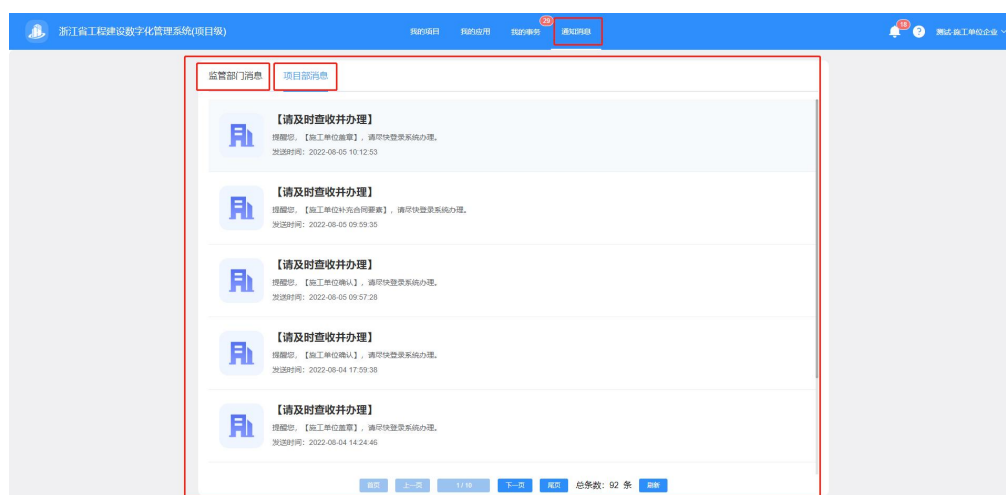 浙江省工程建设数字化管理系统(项目级)
我的项目 我的应用 我的事务 29 通知消息
18 ? 测试-施工单位企业
监管部门消息 项目部消息
【请及时查收并办理】
提醒您，【施工单位盖章】，请尽快登录系统办理。
发送时间：2022-08-05 10:12:53
【请及时查收并办理】
提醒您，【施工单位补充合同要素】，请尽快登录系统办理。
发送时间：2022-08-05 09:59:35
【请及时查收并办理】
提醒您，【施工单位确认】，请尽快登录系统办理。
发送时间：2022-08-05 09:57:28
【请及时查收并办理】
提醒您，【施工单位确认】，请尽快登录系统办理。
发送时间：2022-08-04 17:59:38
【请及时查收并办理】
提醒您，【施工单位盖章】，请尽快登录系统办理。
发送时间：2022-08-04 14:24:46
首页 上一页 1 / 10 下一页 尾页 总条数：92 条 刷新